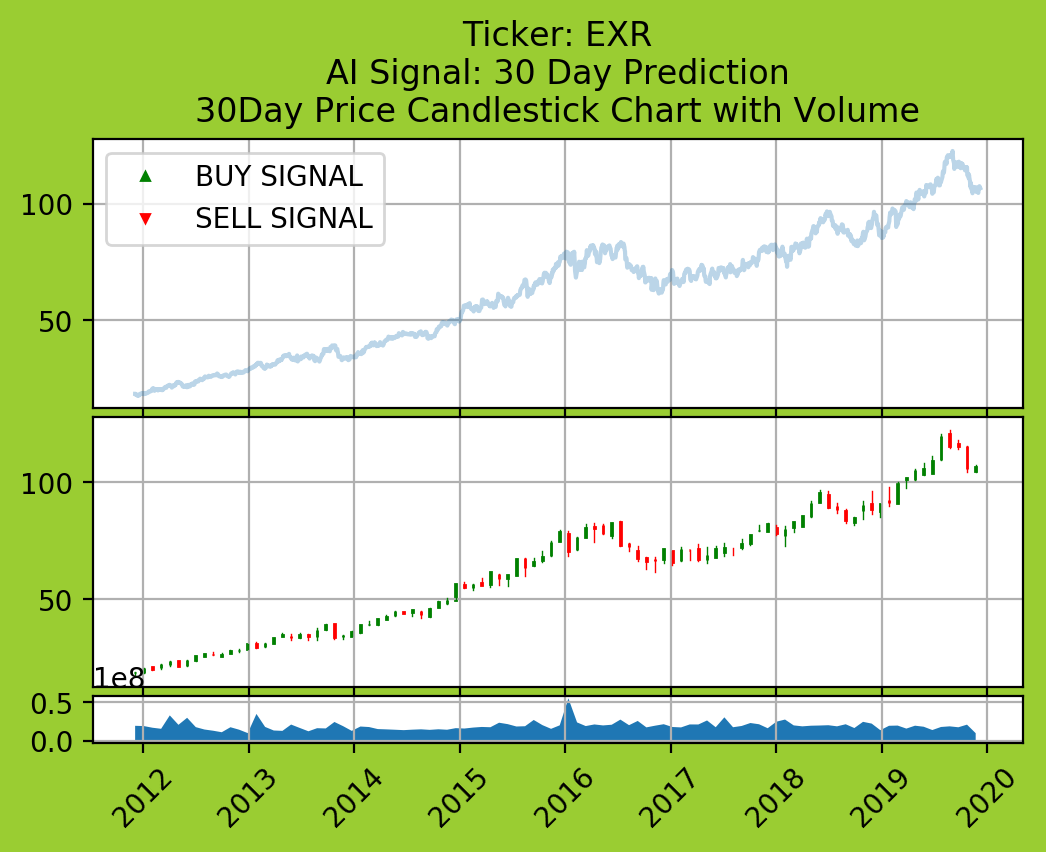 Ticker: EXR
AI Signal: 30 Day Prediction
30Day Price Candlestick Chart with Volume
BUY SIGNAL
SELL SIGNAL
100
50
100
50
1e8
0.5
0.0
2012 2013 2014 2015 2016 2017 2018 2019 2020